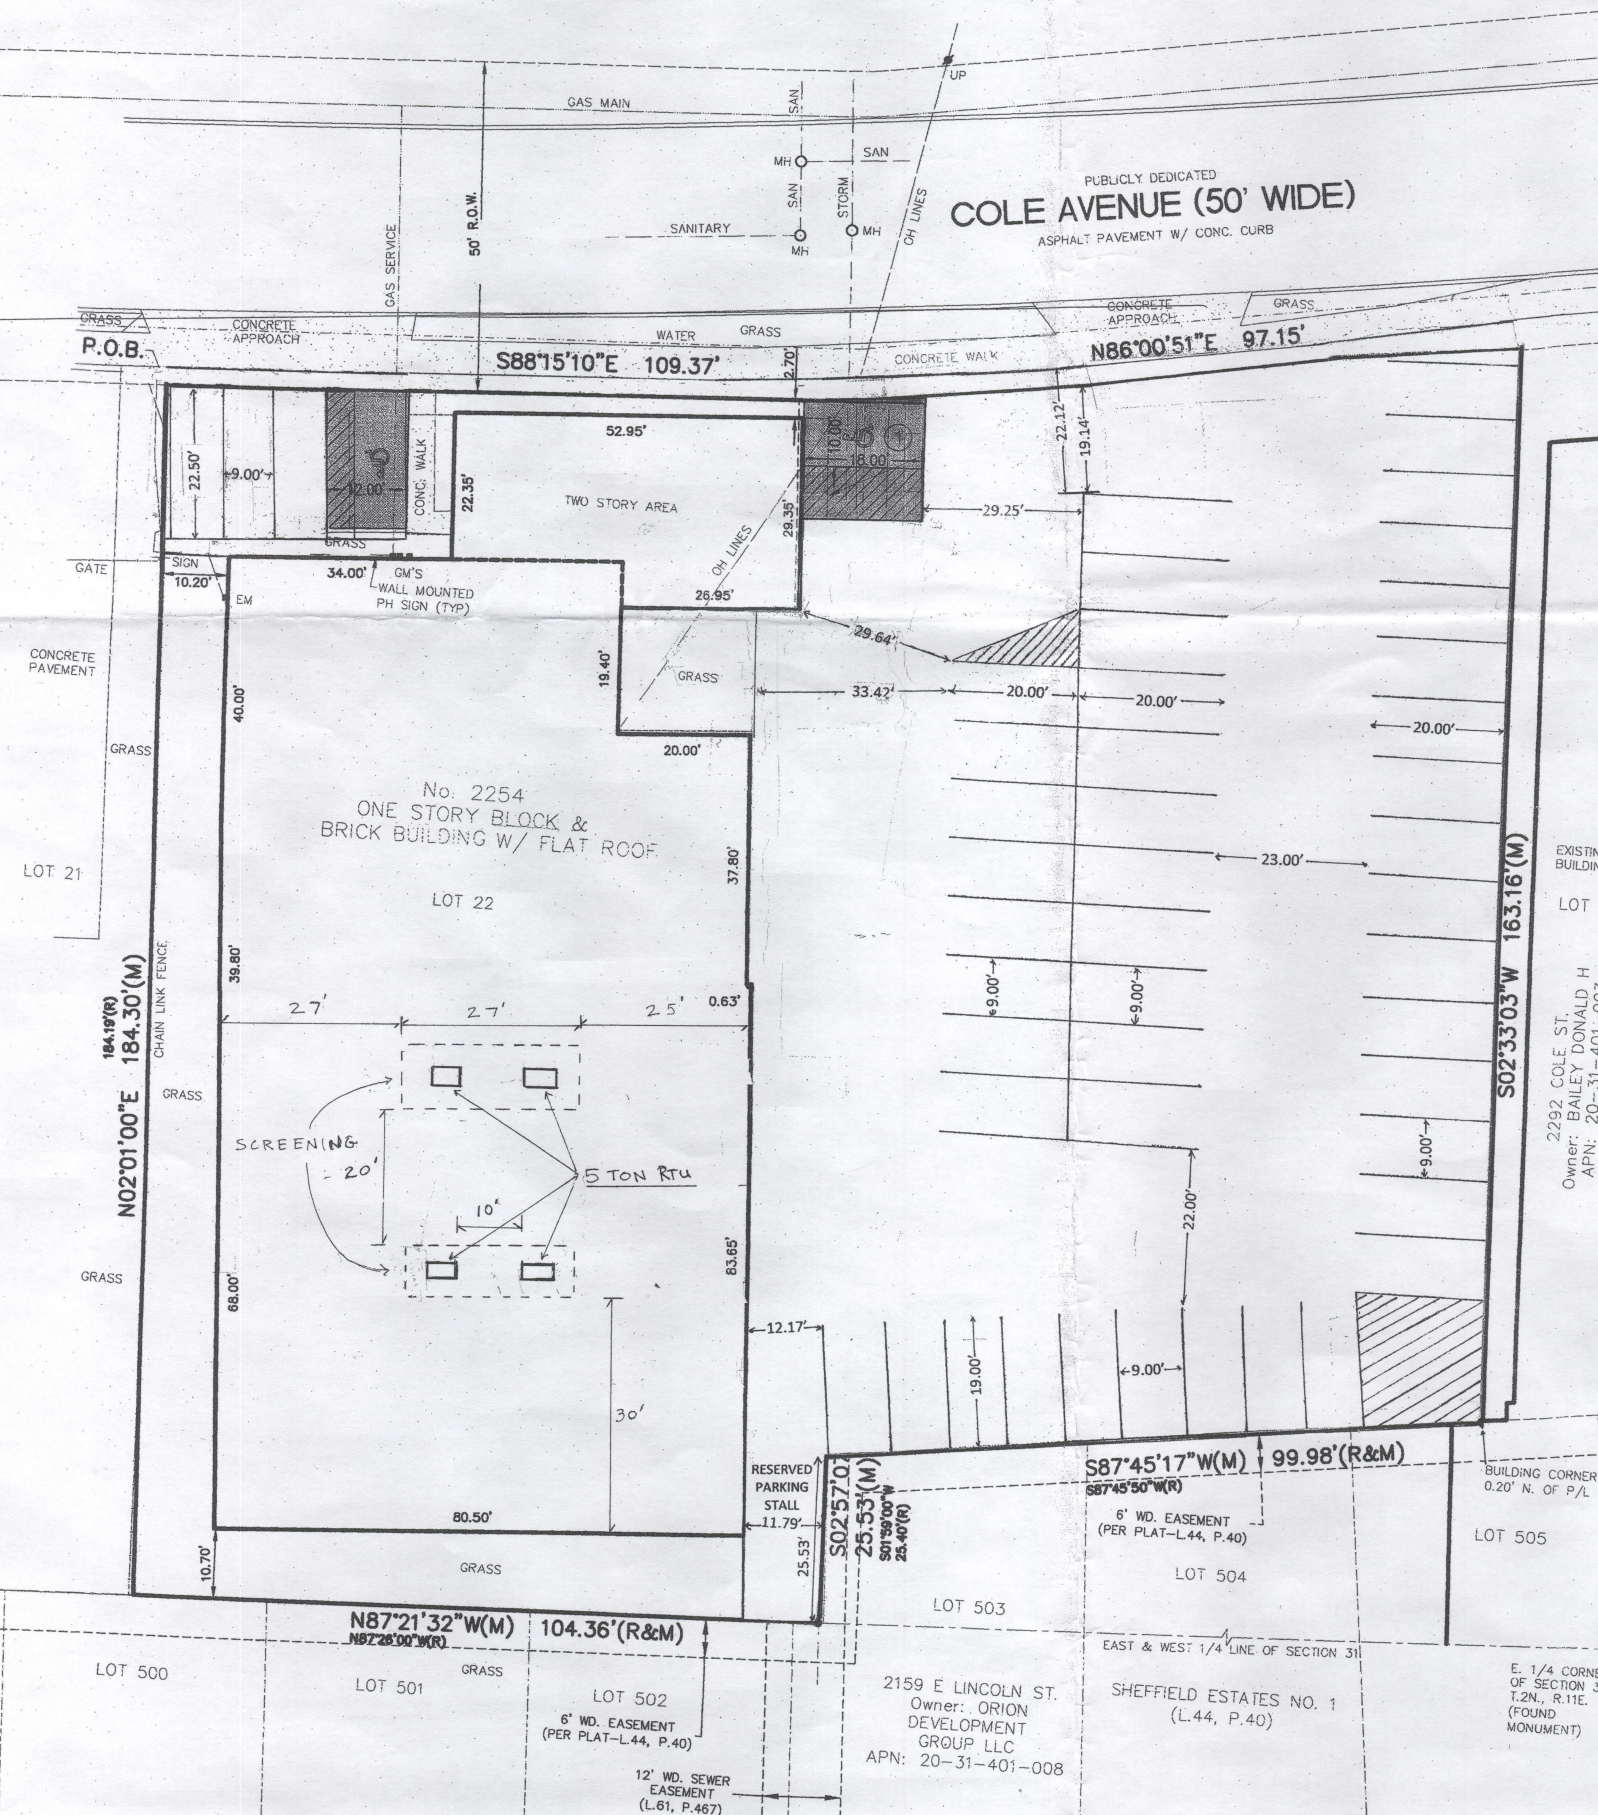 UP
GAS MAIN
SAN
MH
SAN
PUBLICLY DEDICATED
COLE AVENUE (50' WIDE)
ASPHALT PAVEMENT W/ CONC. CURB
SAN
STORM
OH LINES
50' R.O.W.
GAS SERVICE
SANITARY
MH
MH
GRASS
P.O.B.
CONCRETE
APPROACH
WATER
GRASS
S88°15'10"E 109.37'
2.70'
CONCRETE WALK
CONCRETE
APPROACH
GRASS
N86°00'51"E 97.15'
22.50'
9.00'
12.00'
CONC. WALK
22.35'
52.95'
TWO STORY AREA
29.35'
10.00'
18.00'
22.12'
19.14'
29.25'
OH LINES
GRASS
GATE
SIGN
10.20'
EM
34.00'
GM'S
WALL MOUNTED
PH SIGN (TYP)
26.95'
29.64'
CONCRETE
PAVEMENT
40.00'
19.40'
GRASS
33.42'
20.00'
20.00'
20.00'
GRASS
20.00'
No. 2254
ONE STORY BLOCK &
BRICK BUILDING W/ FLAT ROOF
LOT 22
37.80'
23.00'
LOT 21
EXISTIN
BUILDIN
LOT
184.19'(R)
N02°01'00"E 184.30'(M)
CHAIN LINK FENCE
39.80'
27'
27'
25'
0.63'
9.00'
9.00'
S02°33'03"W 163.16'(M)
2292 COLE ST.
Owner: BAILEY DONALD H
GRASS
SCREENING
20'
5 TON RTU
10'
9.00'
22.00'
GRASS
68.00'
83.65'
30'
12.17'
19.00'
9.00'
80.50'
RESERVED
PARKING
STALL
11.79'
25.53'
S02°57'07
25.53'(M)
S01°59'00"W
25.40'(R)
S87°45'17"W(M) 99.98'(R&M)
S87°45'50"W(R)
6' WD. EASEMENT
(PER PLAT-L.44, P.40)
BUILDING CORNER
0.20' N. OF P/L
LOT 505
LOT 504
LOT 503
10.70'
GRASS
N87°21'32"W(M) 104.36'(R&M)
N87°26'00"W(R)
EAST & WEST 1/4 LINE OF SECTION 31
LOT 500
LOT 501
GRASS
LOT 502
6' WD. EASEMENT
(PER PLAT-L.44, P.40)
2159 E LINCOLN ST.
Owner: ORION
DEVELOPMENT
GROUP LLC
APN: 20-31-401-008
SHEFFIELD ESTATES NO. 1
(L.44, P.40)
E. 1/4 CORNE
OF SECTION 3
T.2N., R.11E.
(FOUND
MONUMENT)
12' WD. SEWER
EASEMENT
(L.61, P.467)